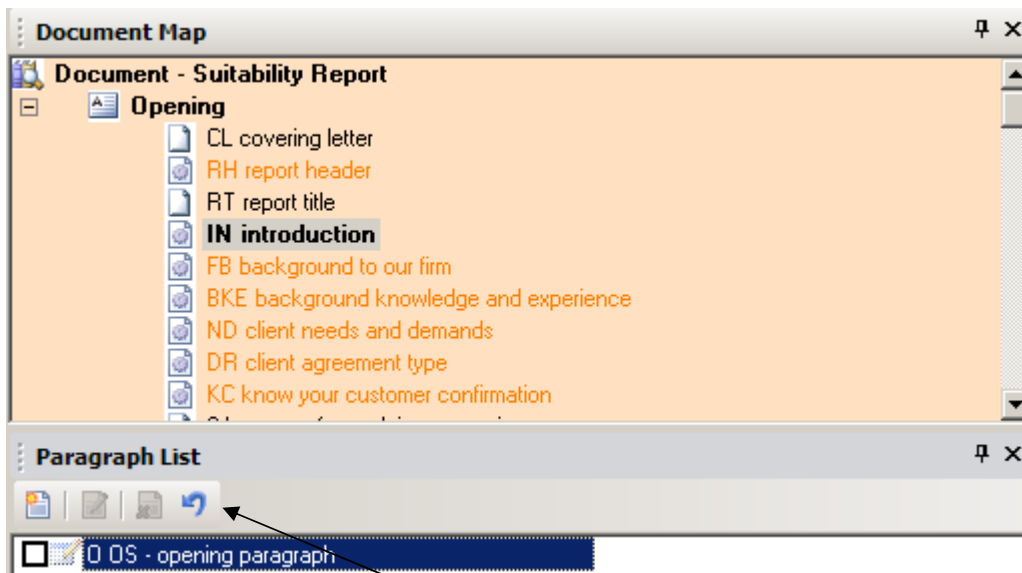 Document Map
Document - Suitability Report
Opening
CL covering letter
RH report header
RT report title
IN introduction
FB background to our firm
BKE background knowledge and experience
ND client needs and demands
DR client agreement type
KC know your customer confirmation
Paragraph List
O OS - opening paragraph